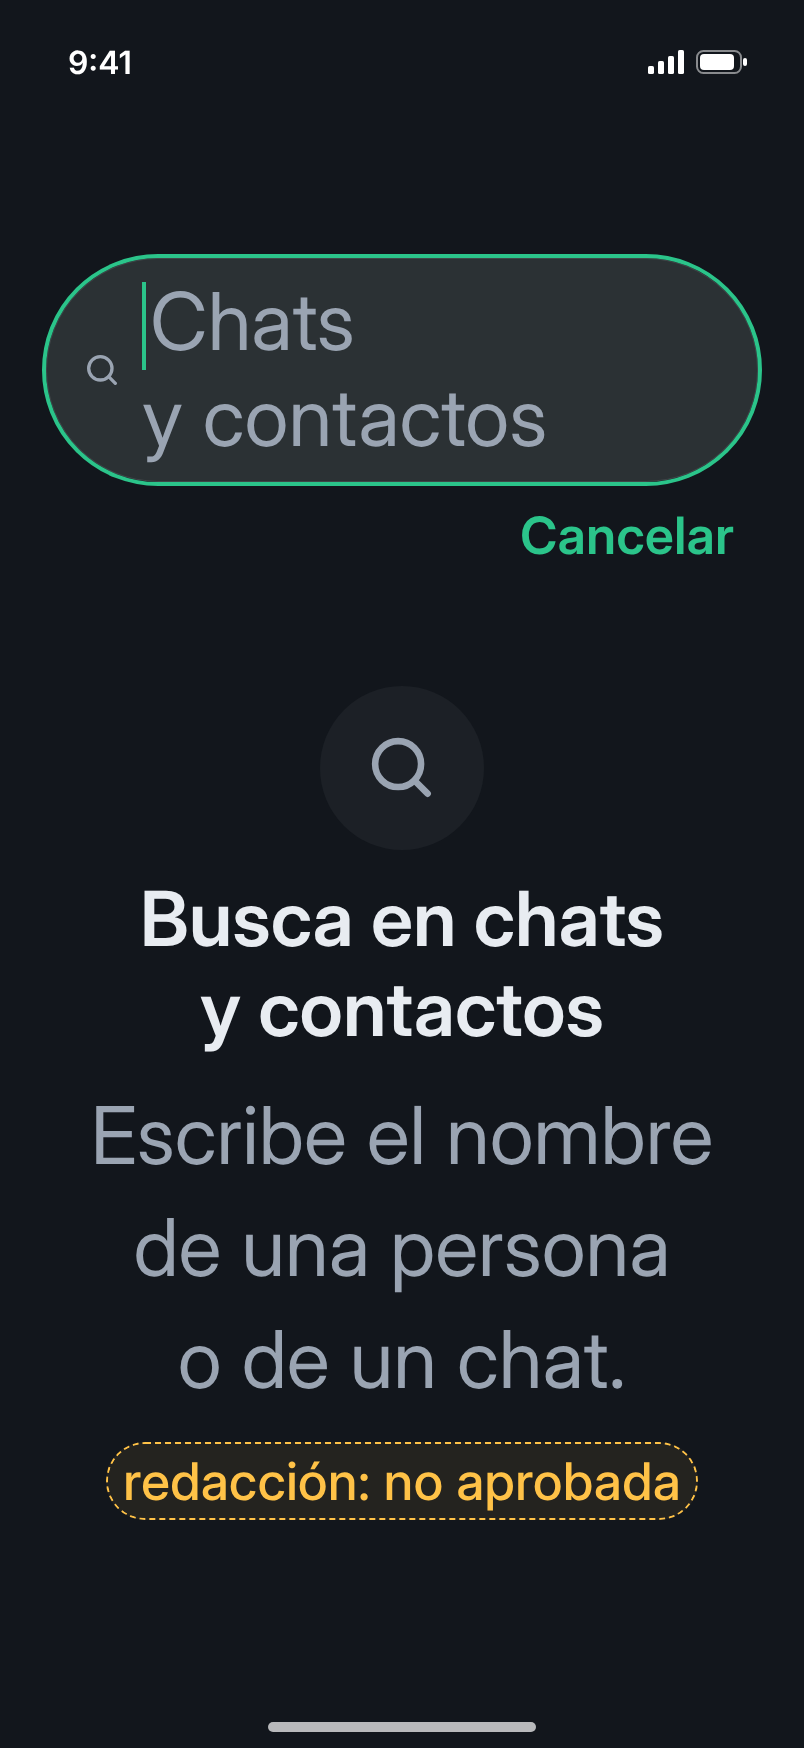 9:41
Chats
y contactos
Cancelar
Busca en chats
y contactos
Escribe el nombre
de una persona
o de un chat.
redacción: no aprobada